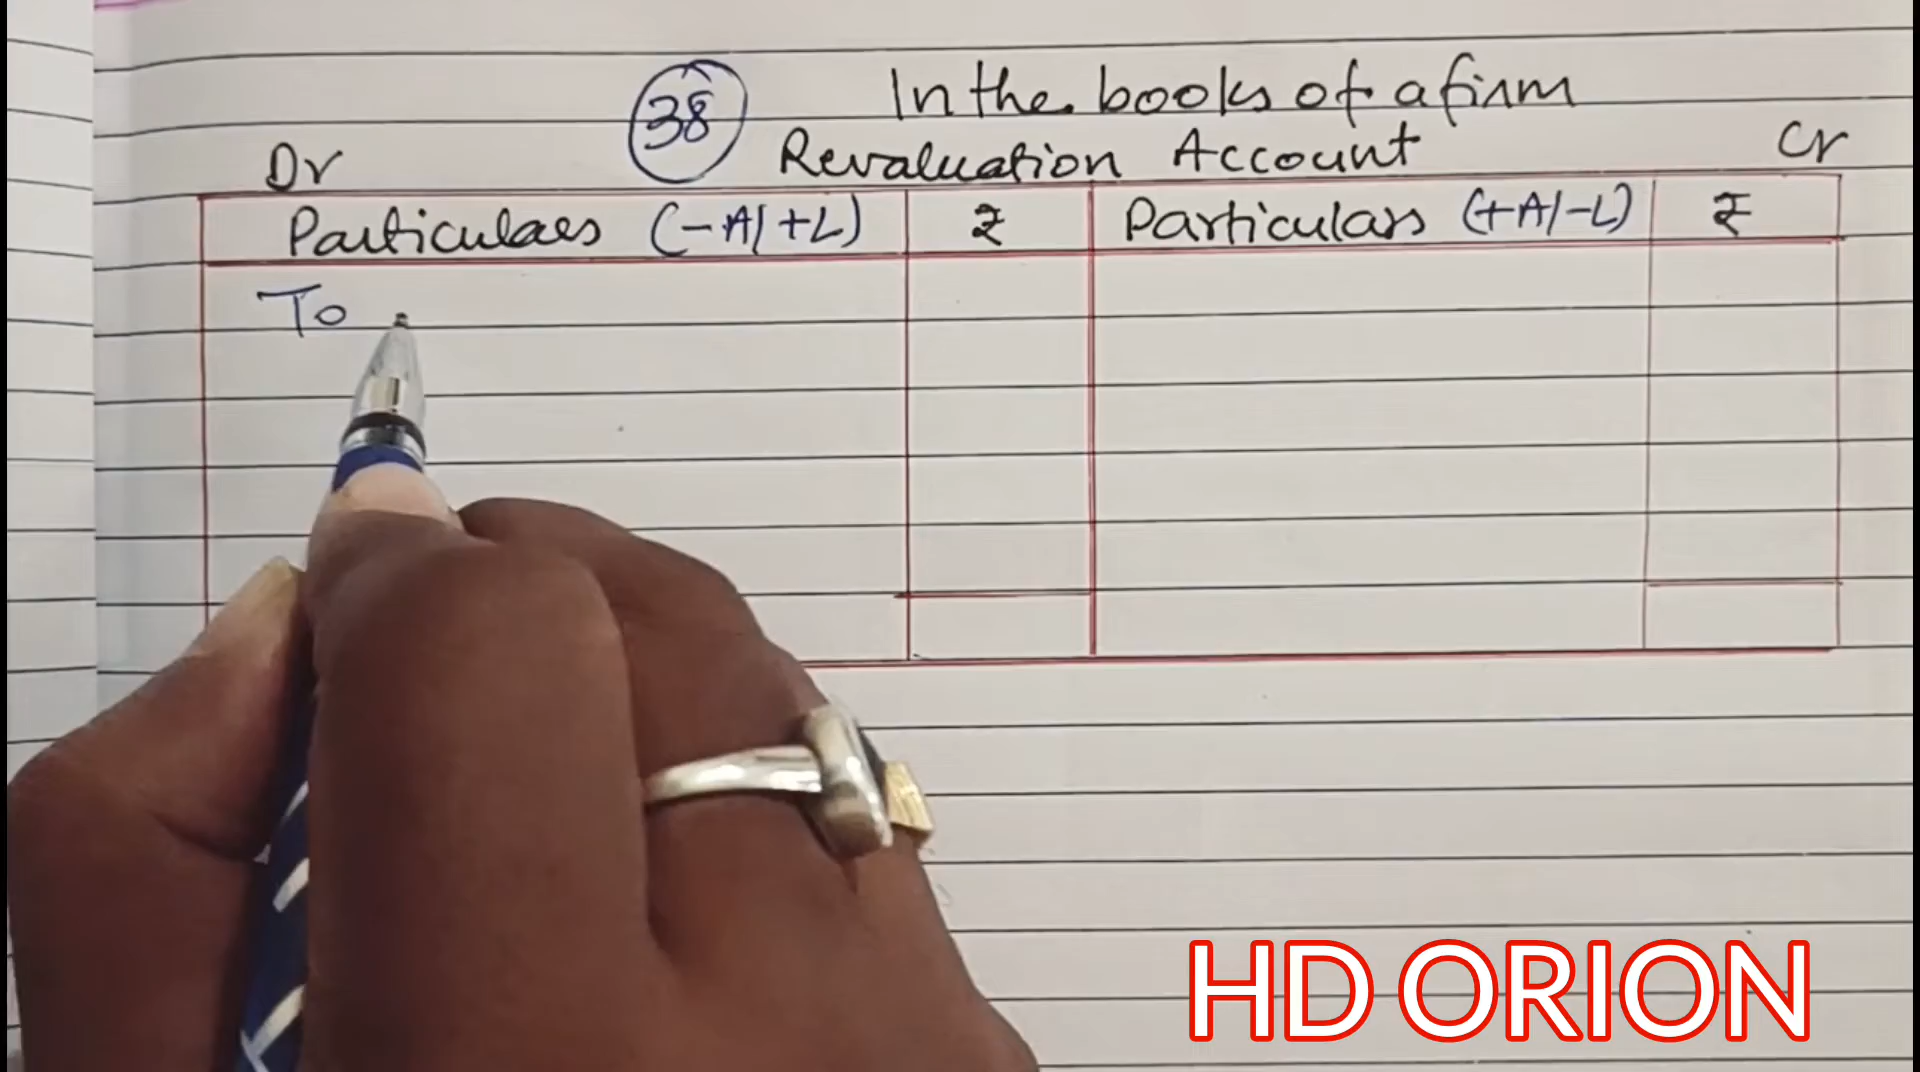 38
In the books of a firm
Dr Revaluation Account Cr
Particulars (-A/+L) ₹ Particulars (+A/-L) ₹
To
HD ORION